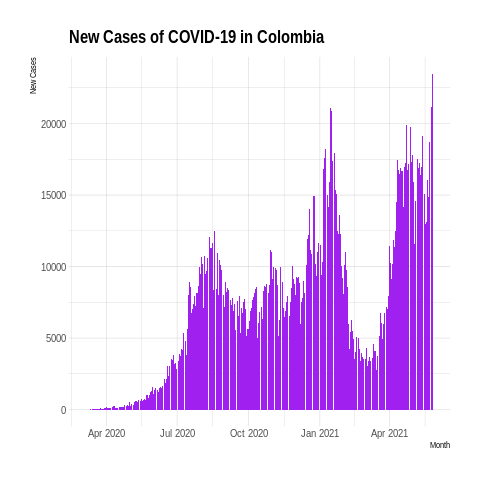 New Cases of COVID-19 in Colombia
New Cases
20000
15000
10000
5000
0
Apr 2020 Jul 2020 Oct 2020 Jan 2021 Apr 2021
Month